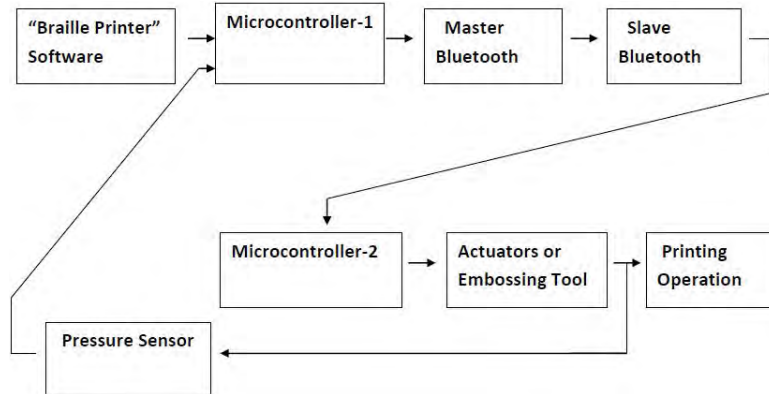 “Braille Printer”
Software
Microcontroller-1
Master
Bluetooth
Slave
Bluetooth
Microcontroller-2
Actuators or
Embossing Tool
Printing
Operation
Pressure Sensor